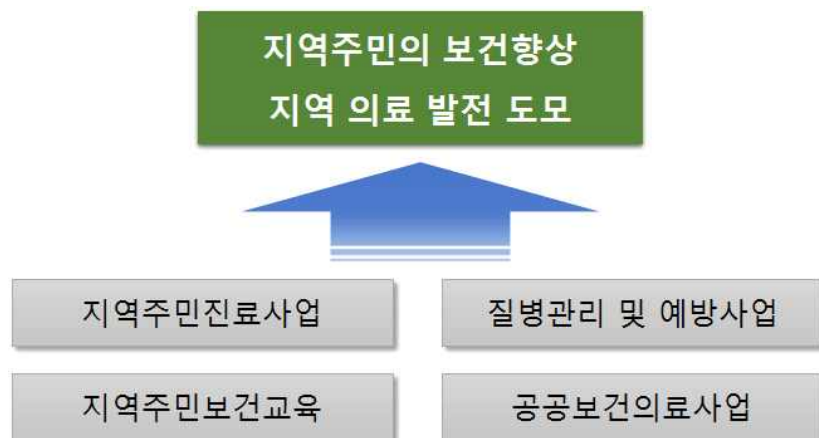 지역주민의 보건향상
지역 의료 발전 도모
지역주민진료사업
질병관리 및 예방사업
지역주민보건교육
공공보건의료사업